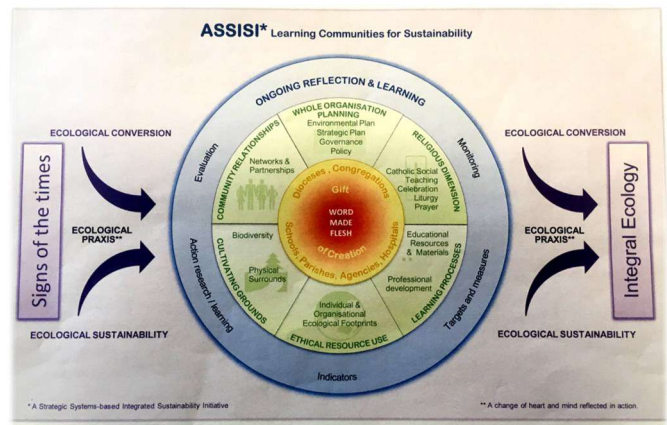 ASSISI* Learning Communities for Sustainability
ONGOING REFLECTION & LEARNING
Signs of the times
ECOLOGICAL CONVERSION
ECOLOGICAL
PRAXIS**
ECOLOGICAL SUSTAINABILITY
Evaluation
Monitoring
Action research / learning
Targets and measures
Indicators
WHOLE ORGANISATION
PLANNING
Environmental Plan
Strategic Plan
Governance
Policy
RELIGIOUS DIMENSION
Catholic Social
Teaching
Celebration
Liturgy
Prayer
LEARNING PROCESSES
Educational
Resources
& Materials
Professional
development
ETHICAL RESOURCE USE
Individual &
Organisational
Ecological Footprints
CULTIVATING GROUNDS
Biodiversity
Physical
Surrounds
COMMUNITY RELATIONSHIPS
Networks &
Partnerships
Dioceses, Congregations
Schools, Parishes, Agencies, Hospitals
Gift
WORD
MADE
FLESH
of Creation
ECOLOGICAL CONVERSION
ECOLOGICAL
PRAXIS**
ECOLOGICAL SUSTAINABILITY
Integral Ecology
* A Strategic Systems-based Integrated Sustainability Initiative
** A change of heart and mind reflected in action.